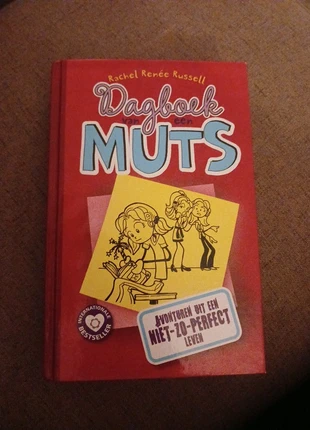 Rachel Renée Russell
Dagboek
van een
MUTS
INTERNATIONALE
BESTSELLER
AVONTUREN UIT EEN
NIET-ZO-PERFECT
LEVEN